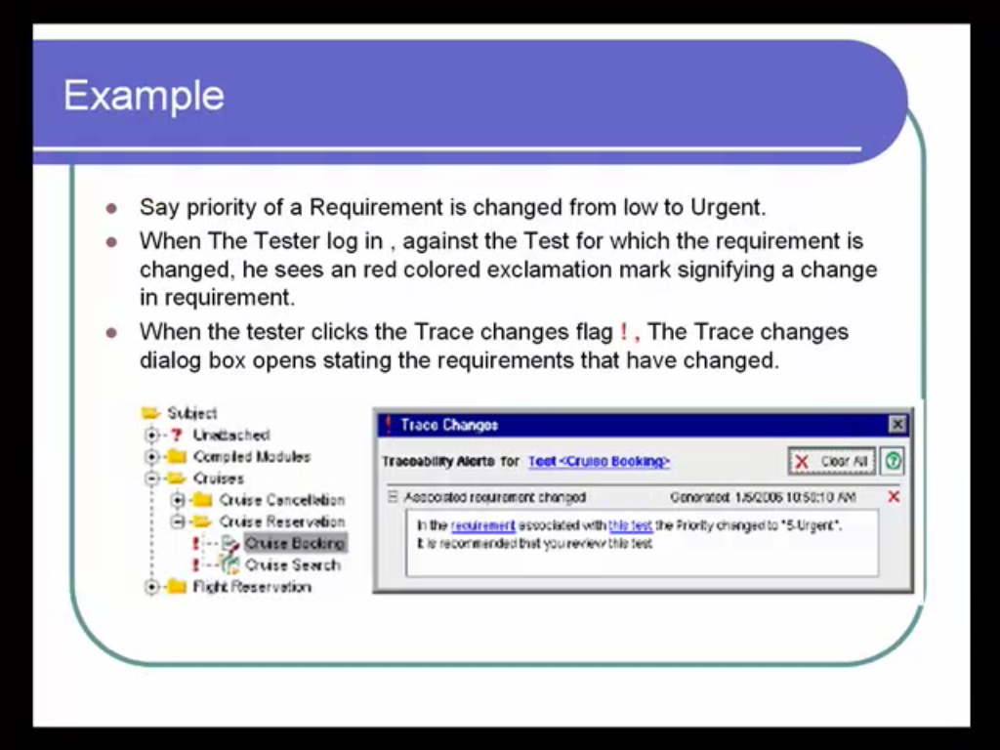 Example
Say priority of a Requirement is changed from low to Urgent.
When The Tester log in , against the Test for which the requirement is
changed, he sees an red colored exclamation mark signifying a change
in requirement.
When the tester clicks the Trace changes flag ! , The Trace changes
dialog box opens stating the requirements that have changed.
Subject
? Unattached
Compiled Modules
Cruises
Cruise Cancellation
Cruise Reservation
! Cruise Booking
! Cruise Search
Flight Reservation
! Trace Changes
Traceability Alerts for Test <Cruise Booking> Clear All ?
Associated requirement changed Generated: 1/5/2006 10:50:10 AM
In the requirement associated with this test the Priority changed to "5-Urgent".
It is recommended that you review this test